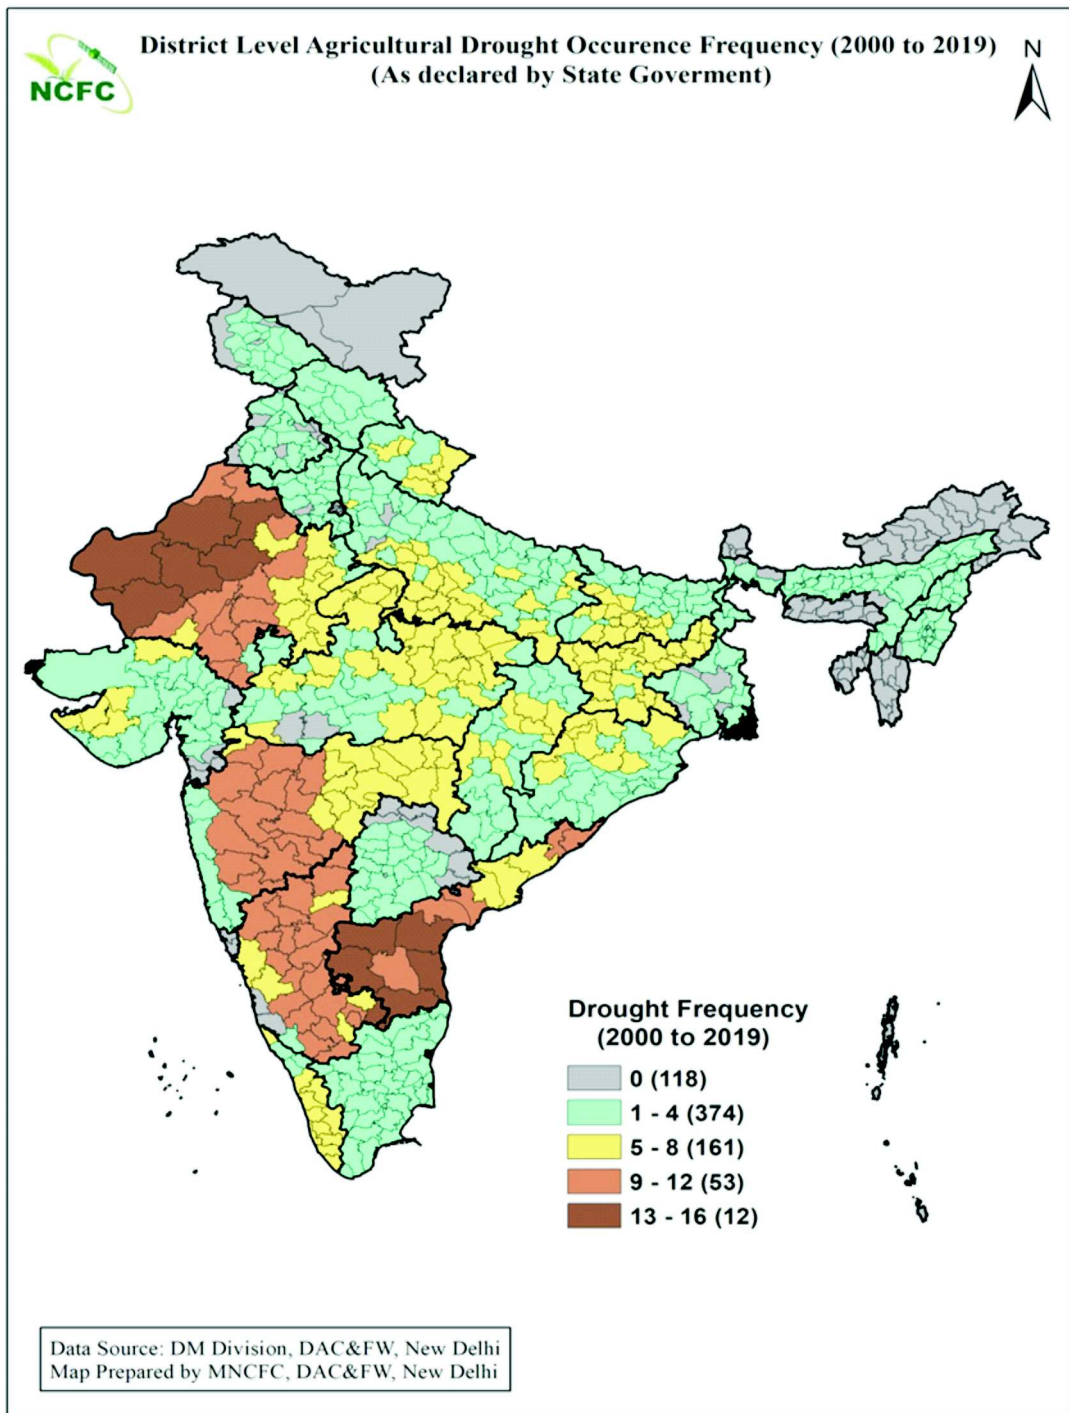 District Level Agricultural Drought Occurence Frequency (2000 to 2019)
(As declared by State Goverment)
N
NCFC
Drought Frequency
(2000 to 2019)
0 (118)
1 - 4 (374)
5 - 8 (161)
9 - 12 (53)
13 - 16 (12)
Data Source: DM Division, DAC&FW, New Delhi
Map Prepared by MNCFC, DAC&FW, New Delhi